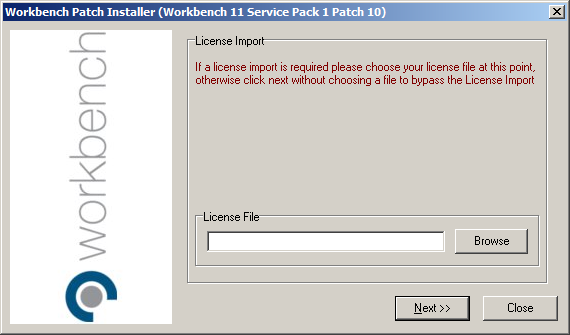 Workbench Patch Installer (Workbench 11 Service Pack 1 Patch 10)
workbench
License Import
If a license import is required please choose your license file at this point,
otherwise click next without choosing a file to bypass the License Import
License File
Browse
Next >>
Close